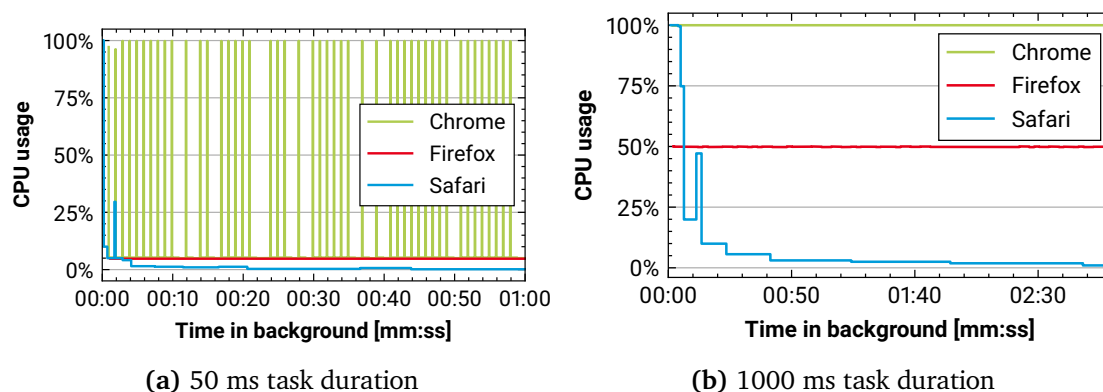 100%
75%
50%
25%
0%
CPU usage
Chrome
Firefox
Safari
00:00 00:10 00:20 00:30 00:40 00:50 01:00
Time in background [mm:ss]
(a) 50 ms task duration
100%
75%
50%
25%
0%
CPU usage
Chrome
Firefox
Safari
00:00 00:50 01:40 02:30
Time in background [mm:ss]
(b) 1000 ms task duration